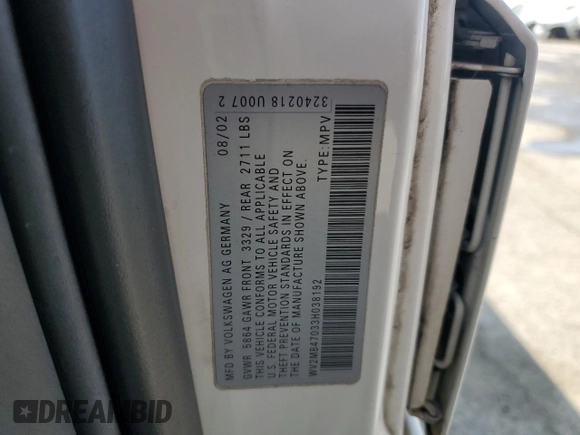 3240218 U007 2
MFD BY VOLKSWAGEN AG GERMANY 08/02
GVWR 5864 GAWR FRONT 3329 / REAR 2711 LBS
THIS VEHICLE CONFORMS TO ALL APPLICABLE
U.S. FEDERAL MOTOR VEHICLE SAFETY AND
THEFT PREVENTION STANDARDS IN EFFECT ON
THE DATE OF MANUFACTURE SHOWN ABOVE.
WV2MB47033H038192 TYPE:MPV
DREAMBID